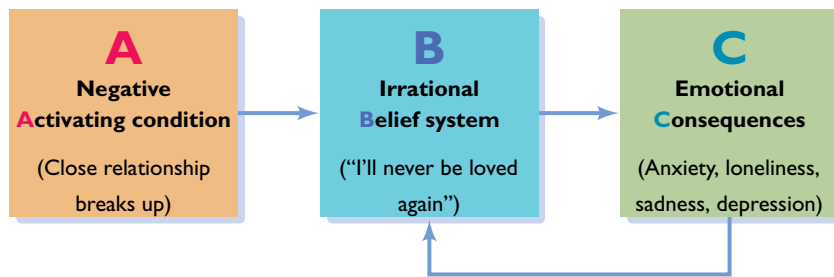 A
Negative
Activating condition
(Close relationship
breaks up)
B
Irrational
Belief system
(“I’ll never be loved
again”)
C
Emotional
Consequences
(Anxiety, loneliness,
sadness, depression)